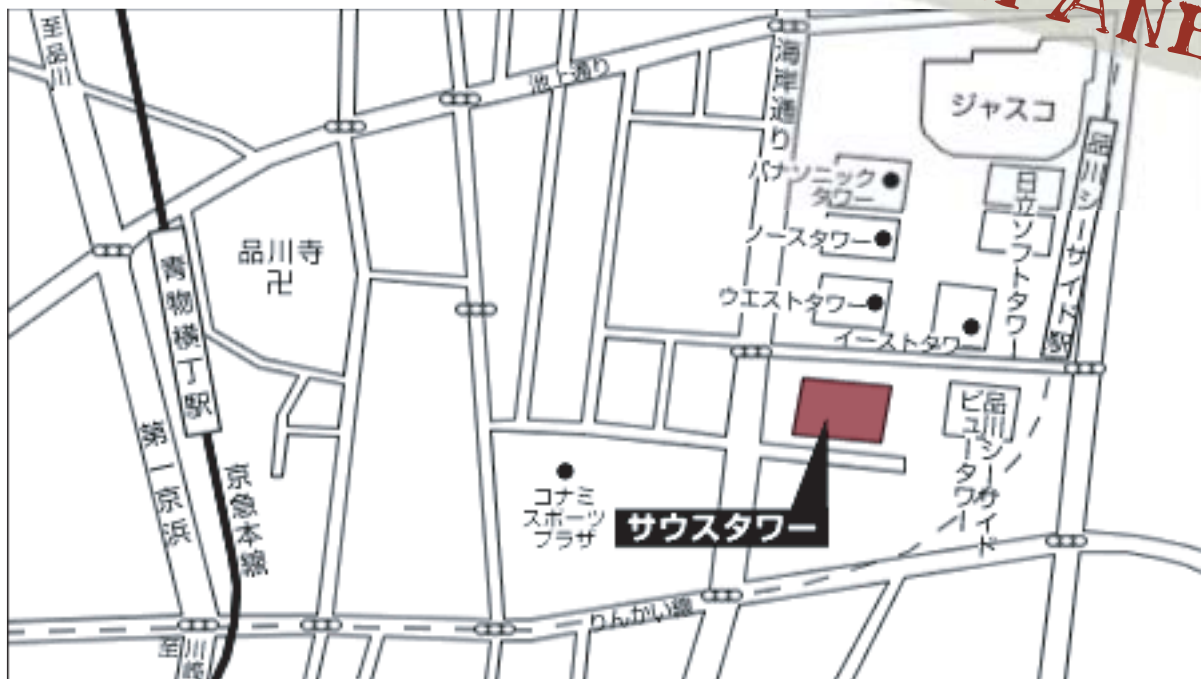 PANE
至品川
池上通り
海岸通り
ジャスコ
品川シーサイド駅
パナソニック
タワー
日立ソフトタワー
ノースタワー
品川寺
卍
青物横丁駅
ウエストタワー
イーストタワー
品川シーサイド
ビュータワー
第一京浜
京急本線
コナミ
スポーツ
プラザ
サウスタワー
りんかい線
至川崎